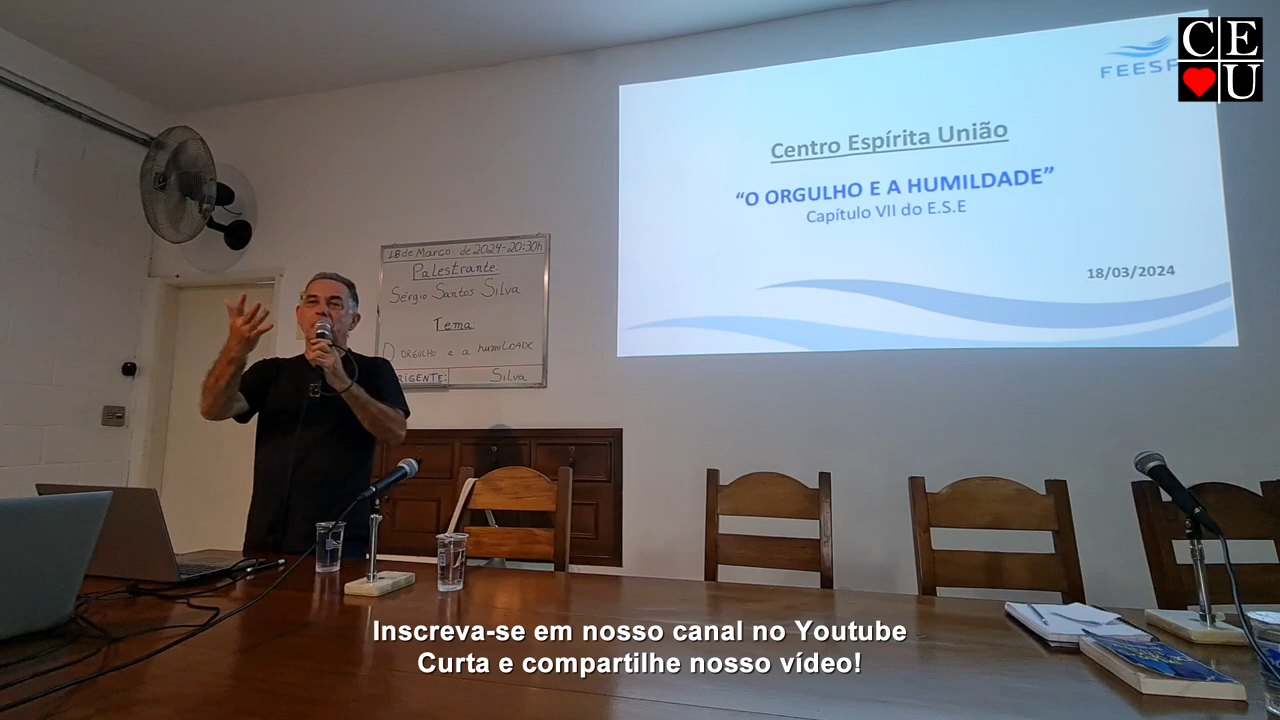 C E
U
FEESP
Centro Espírita União
“O ORGULHO E A HUMILDADE”
Capítulo VII do E.S.E
18/03/2024
18 de Março de 2024-20:30h
Palestrante:
Sérgio Santos Silva
Tema
ORGULHO e a humiLDADE
RIGENTE: Silva
Inscreva-se em nosso canal no Youtube
Curta e compartilhe nosso vídeo!